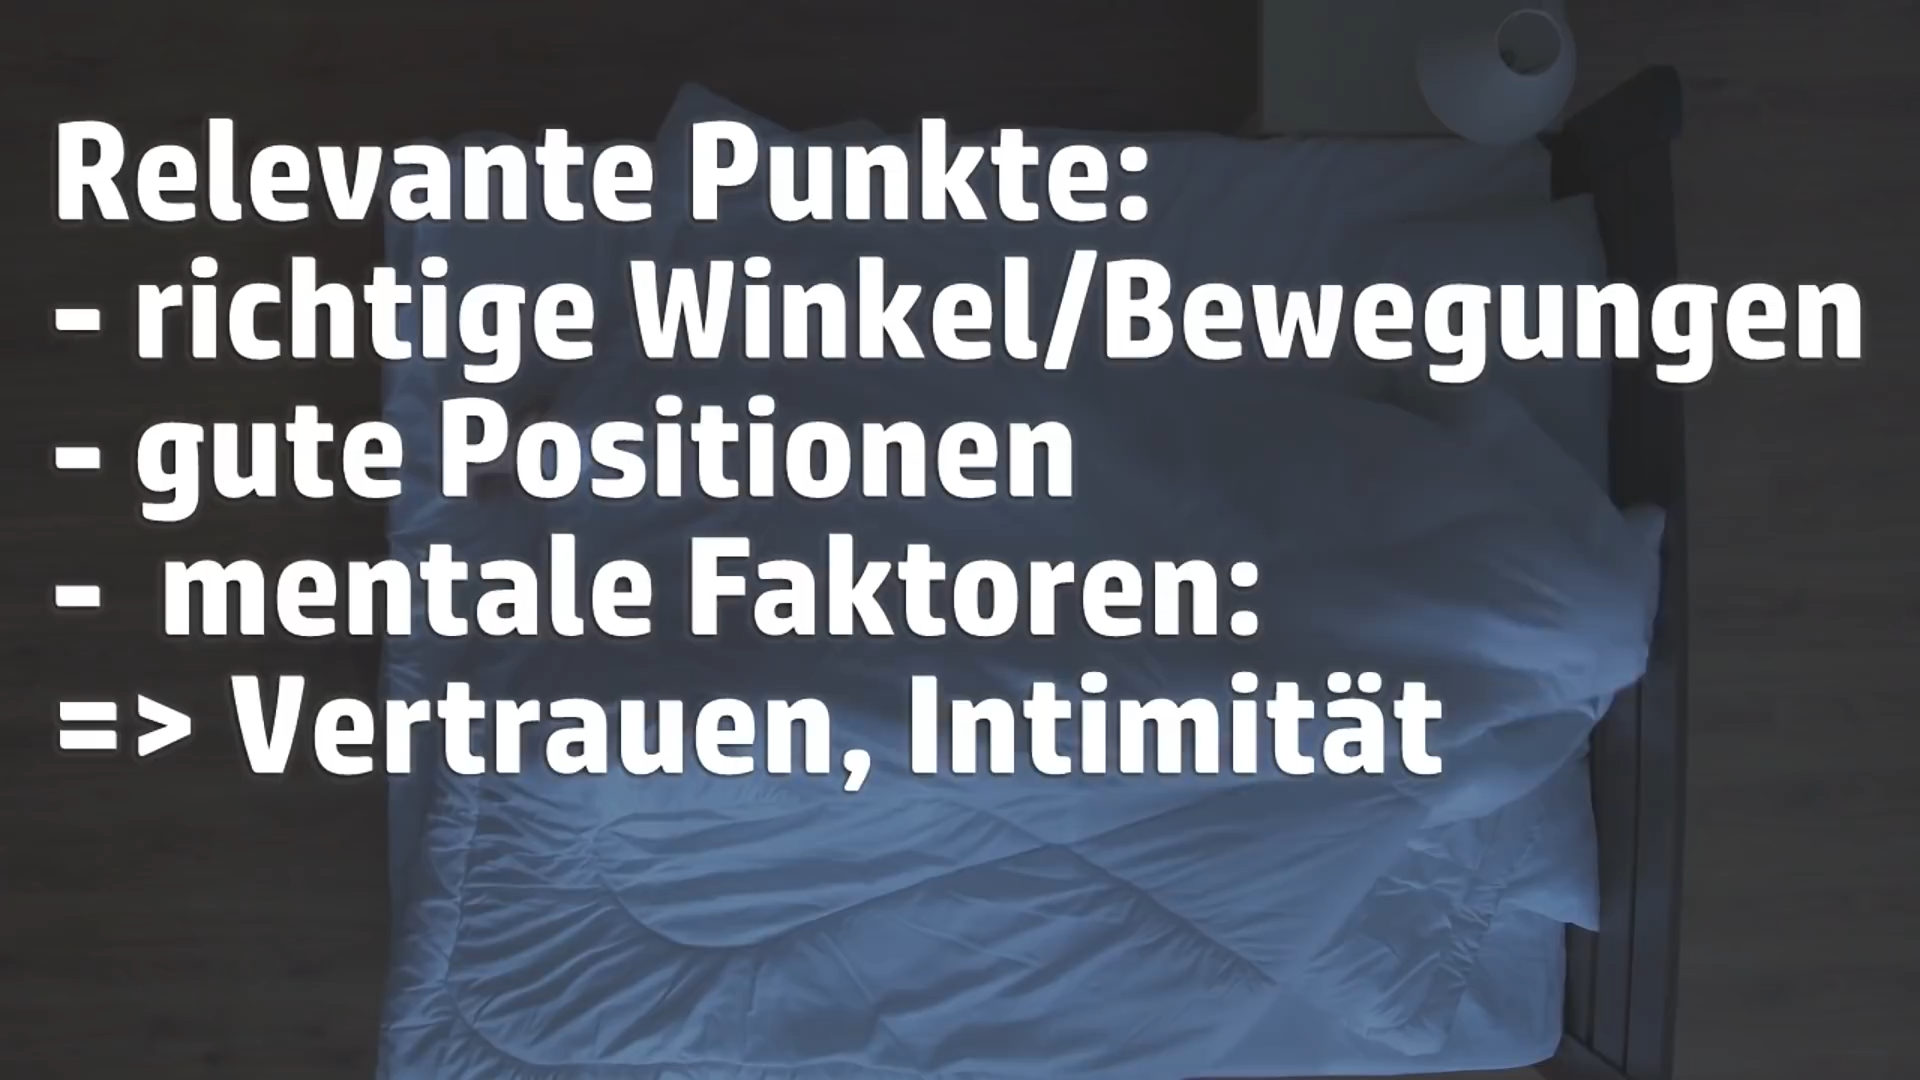 Relevante Punkte:
- richtige Winkel/Bewegungen
- gute Positionen
- mentale Faktoren:
=> Vertrauen, Intimität